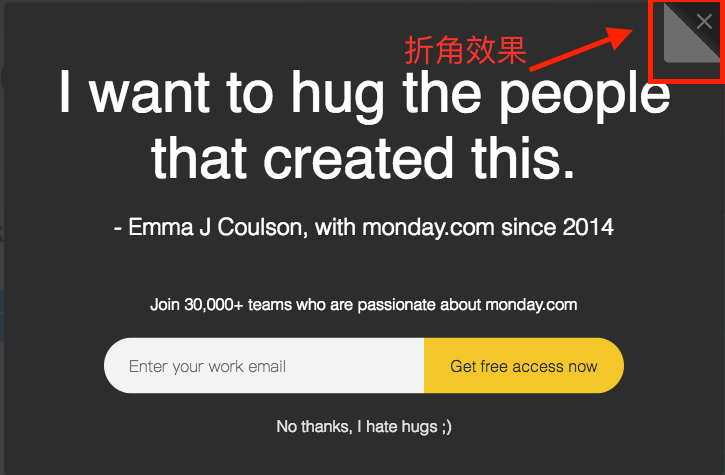 折角效果
I want to hug the people
that created this.
- Emma J Coulson, with monday.com since 2014
Join 30,000+ teams who are passionate about monday.com
Enter your work email
Get free access now
No thanks, I hate hugs ;)